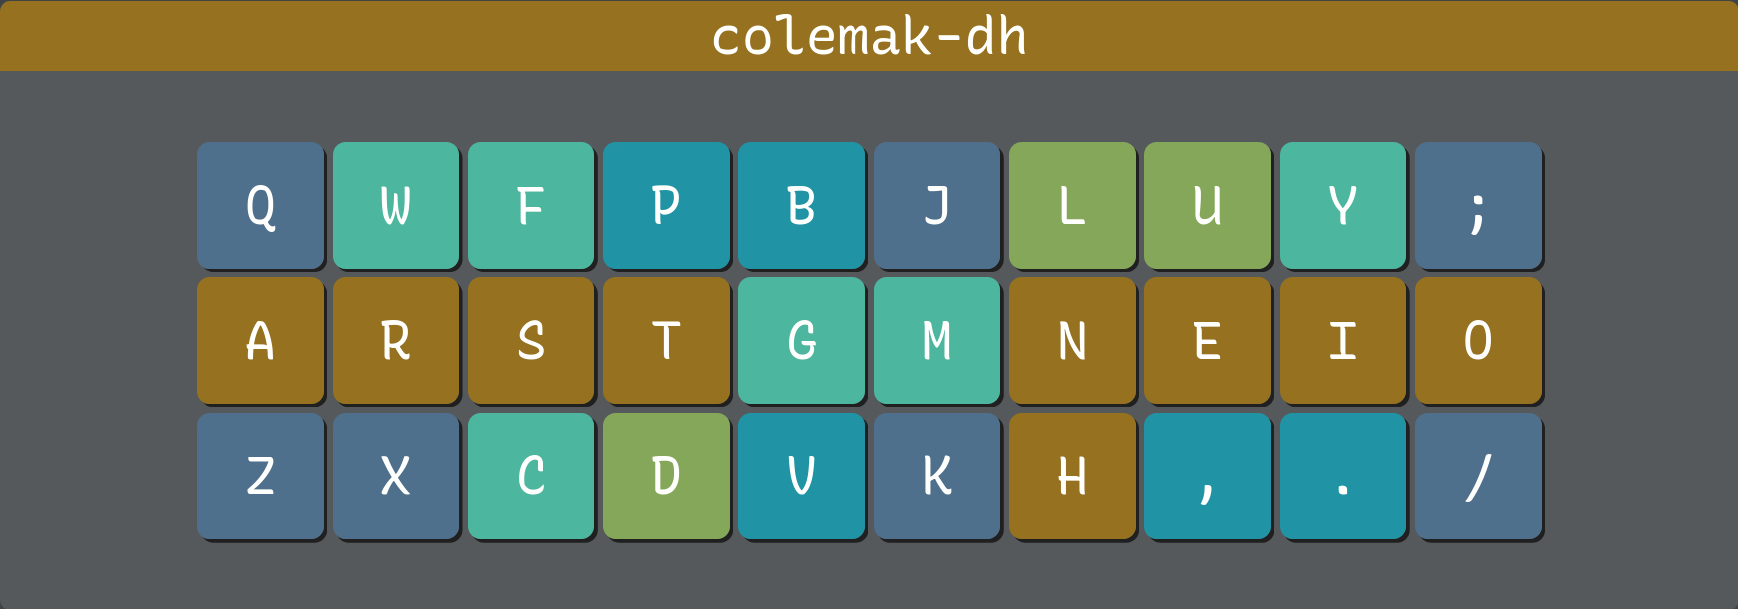 colemak-dh
Q W F P B J L U Y ;
A R S T G M N E I O
Z X C D V K H , . /